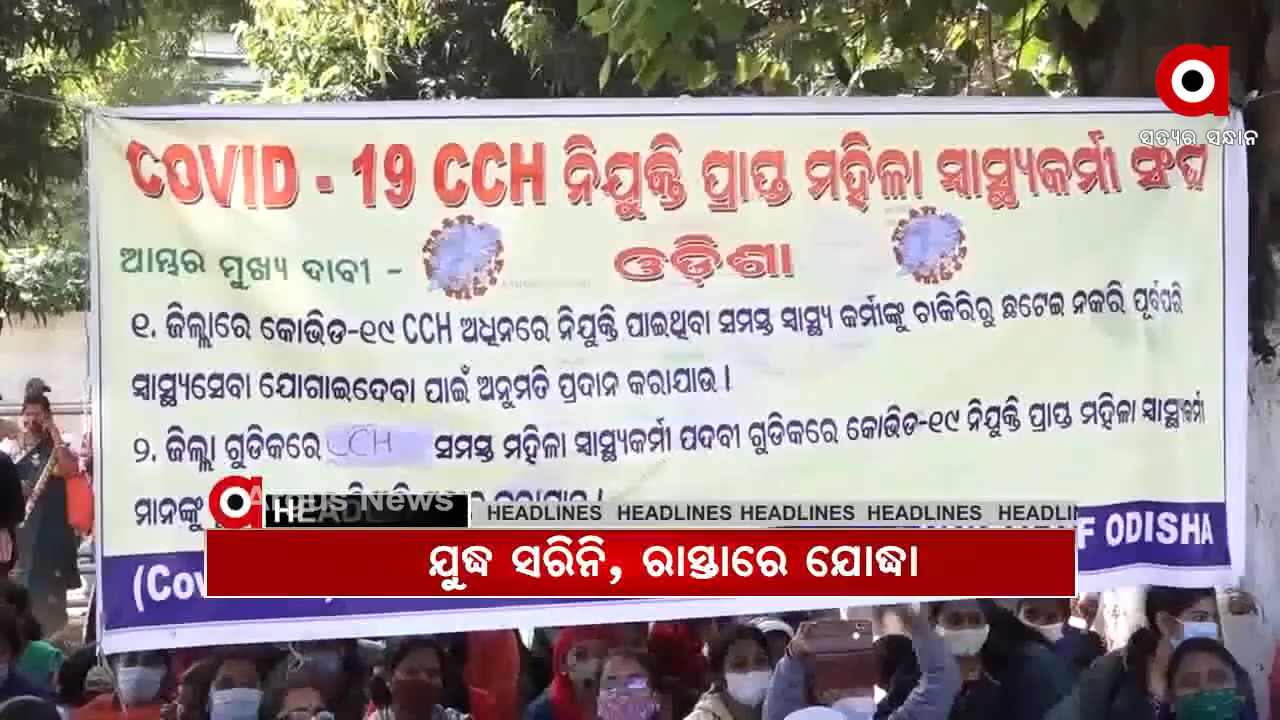 ସତ୍ୟର ସନ୍ଧାନ
COVID - 19 CCH ନିଯୁକ୍ତି ପ୍ରାପ୍ତ ମହିଳା ସ୍ୱାସ୍ଥ୍ୟକର୍ମୀ ସଂଘ
ଓଡ଼ିଶା
ଆମ୍ଭର ମୁଖ୍ୟ ଦାବୀ -
୧. ଜିଲ୍ଲାରେ କୋଭିଡ-୧୯ CCH ଅଧିନରେ ନିଯୁକ୍ତି ପାଇଥିବା ସମସ୍ତ ସ୍ୱାସ୍ଥ୍ୟ କର୍ମୀଙ୍କୁ ଚାକିରିରୁ ଛଟେଇ ନକରି ପୂର୍ବପରି
ସ୍ୱାସ୍ଥ୍ୟସେବା ଯୋଗାଇଦେବା ପାଇଁ ଅନୁମତି ପ୍ରଦାନ କରାଯାଉ ।
୨. ଜିଲ୍ଲା ଗୁଡିକରେ CCH ସମସ୍ତ ମହିଳା ସ୍ୱାସ୍ଥ୍ୟକର୍ମୀ ପଦବୀ ଗୁଡିକରେ କୋଭିଡ-୧୯ ନିଯୁକ୍ତି ପ୍ରାପ୍ତ ମହିଳା ସ୍ୱାସ୍ଥ୍ୟକର୍ମୀ
ମାନଙ୍କୁ
Argus News
HEADLINES HEADLINES HEADLINES HEADLINES
ODISHA
ଯୁଦ୍ଧ ସରିନି, ରାସ୍ତାରେ ଯୋଦ୍ଧା